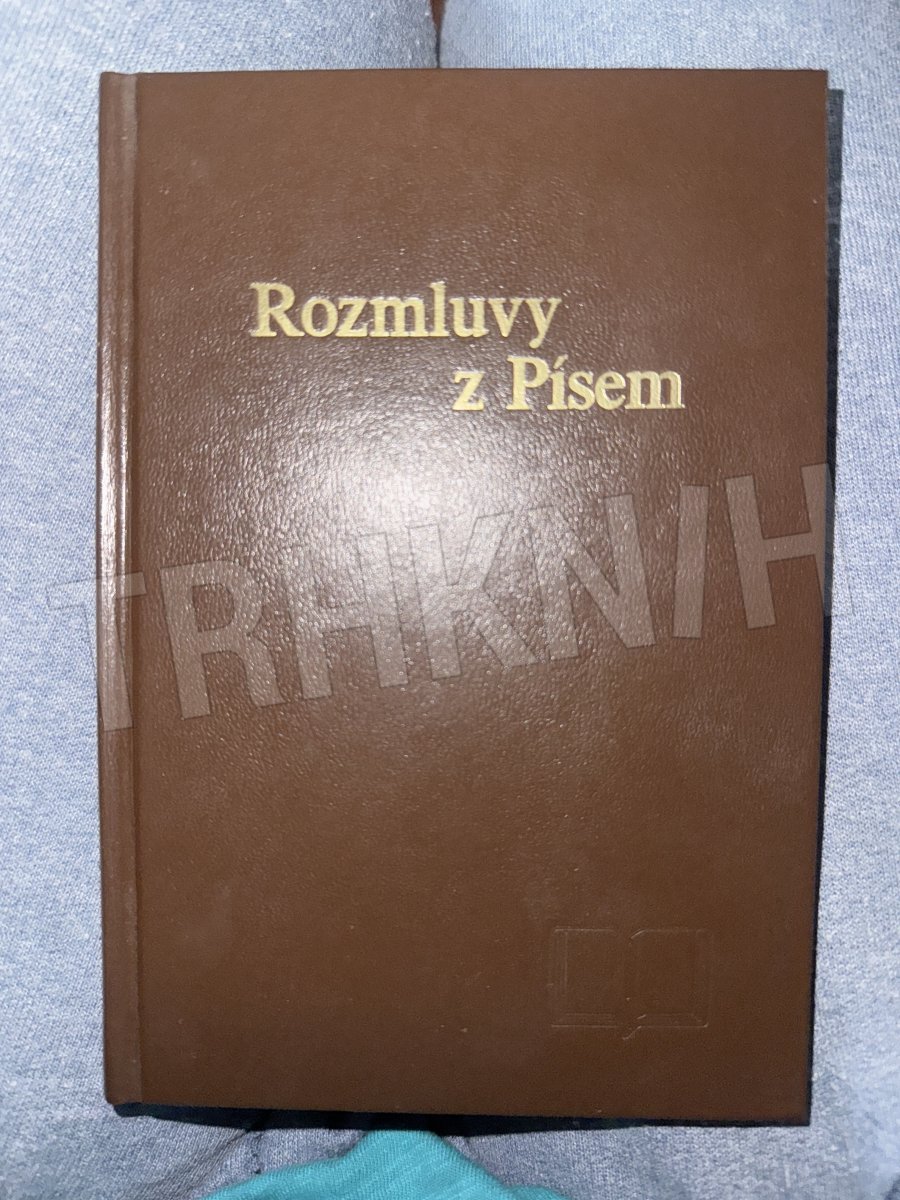 Rozmluvy
z Písem
TRHKNIH